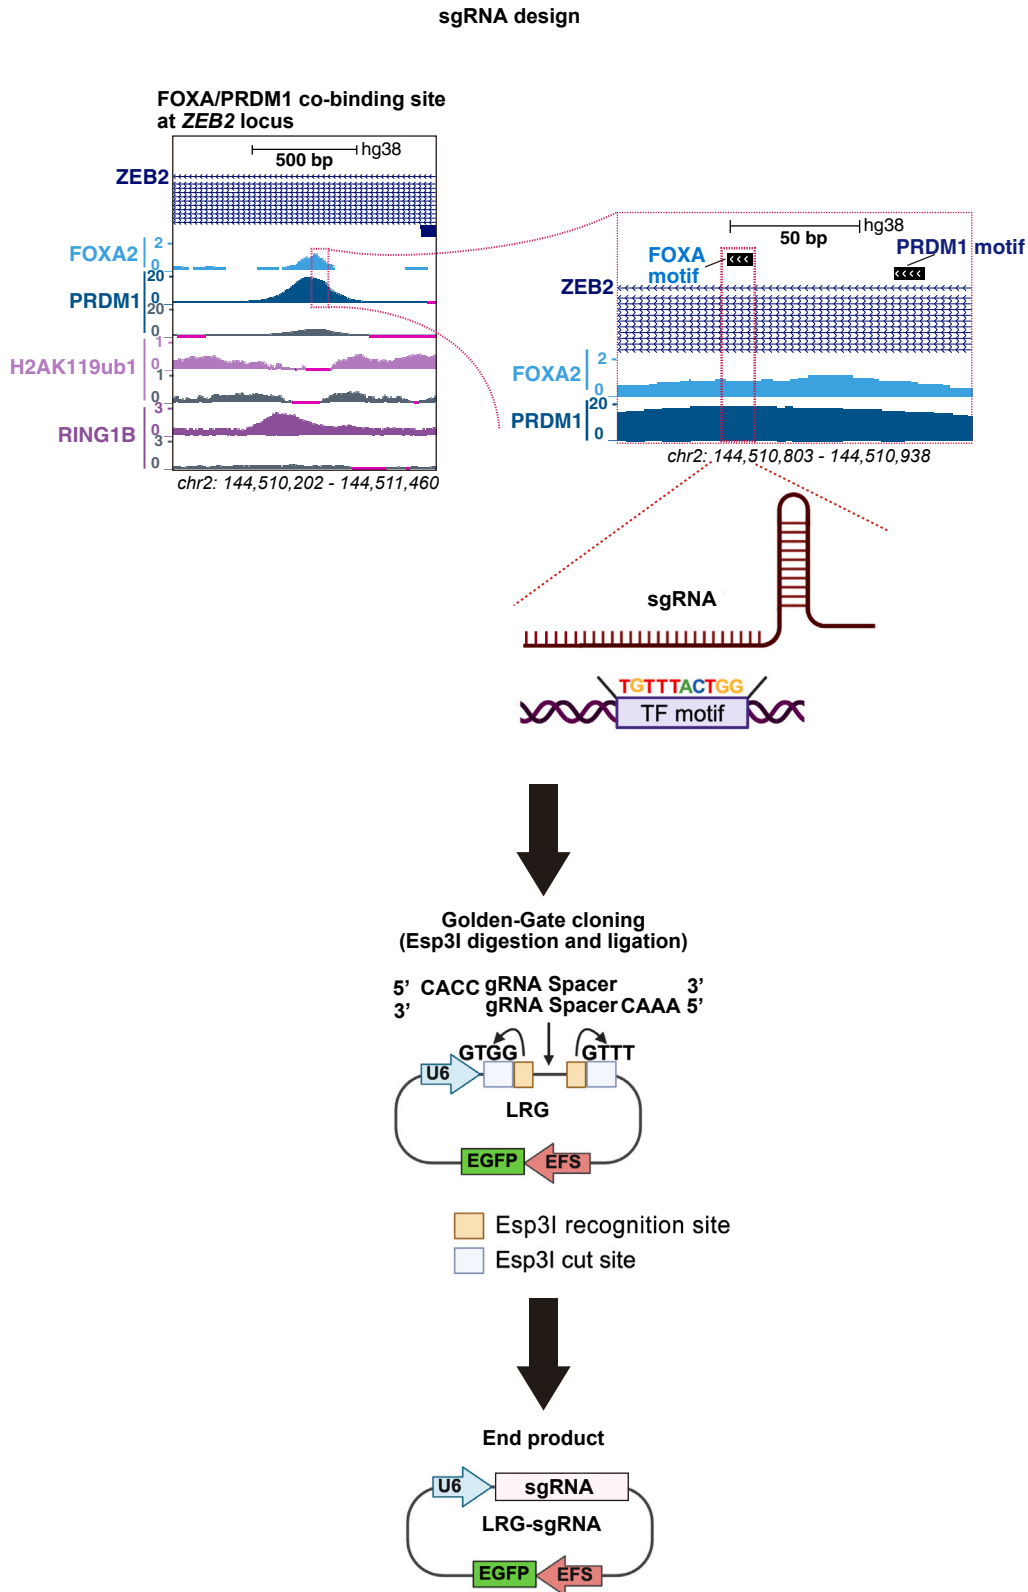 sgRNA design
FOXA/PRDM1 co-binding site
at ZEB2 locus
500 bp
hg38
ZEB2
FOXA2
2
0
PRDM1
20
0
20
0
H2AK119ub1
1
0
1
0
RING1B
3
0
3
0
chr2: 144,510,202 - 144,511,460
hg38
50 bp
FOXA
motif
PRDM1 motif
ZEB2
FOXA2
2
0
PRDM1
20
0
chr2: 144,510,803 - 144,510,938
sgRNA
TGTTTACTGG
TF motif
Golden-Gate cloning
(Esp3I digestion and ligation)
5’ CACC gRNA Spacer 3’
3’ gRNA Spacer CAAA 5’
GTGG GTTT
U6
LRG
EGFP EFS
Esp3I recognition site
Esp3I cut site
End product
U6 sgRNA
LRG-sgRNA
EGFP EFS